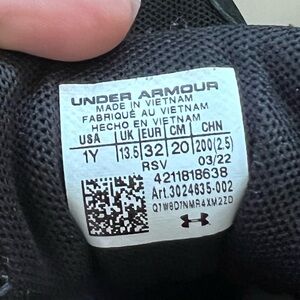 UNDER ARMOUR
MADE IN VIETNAM
FABRIQUÉ AU VIETNAM
HECHO EN VIETNAM
USA UK EUR CM CHN
1Y 13.5 32 20 200(2.5)
RSV 03/22
4211818638
Art.3024635-002
Q1W8D7NMR4XM2ZD